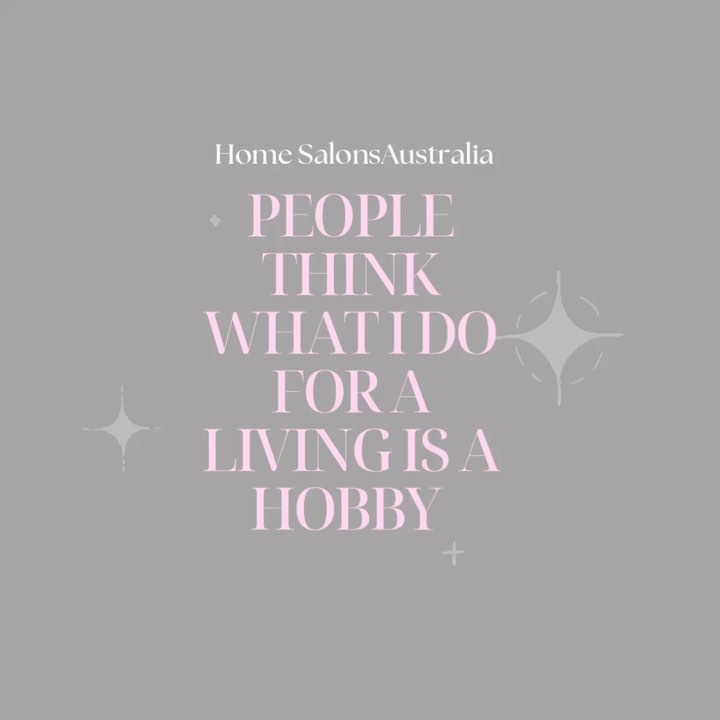 Home SalonsAustralia
PEOPLE
THINK
WHAT I DO
FOR A
LIVING IS A
HOBBY